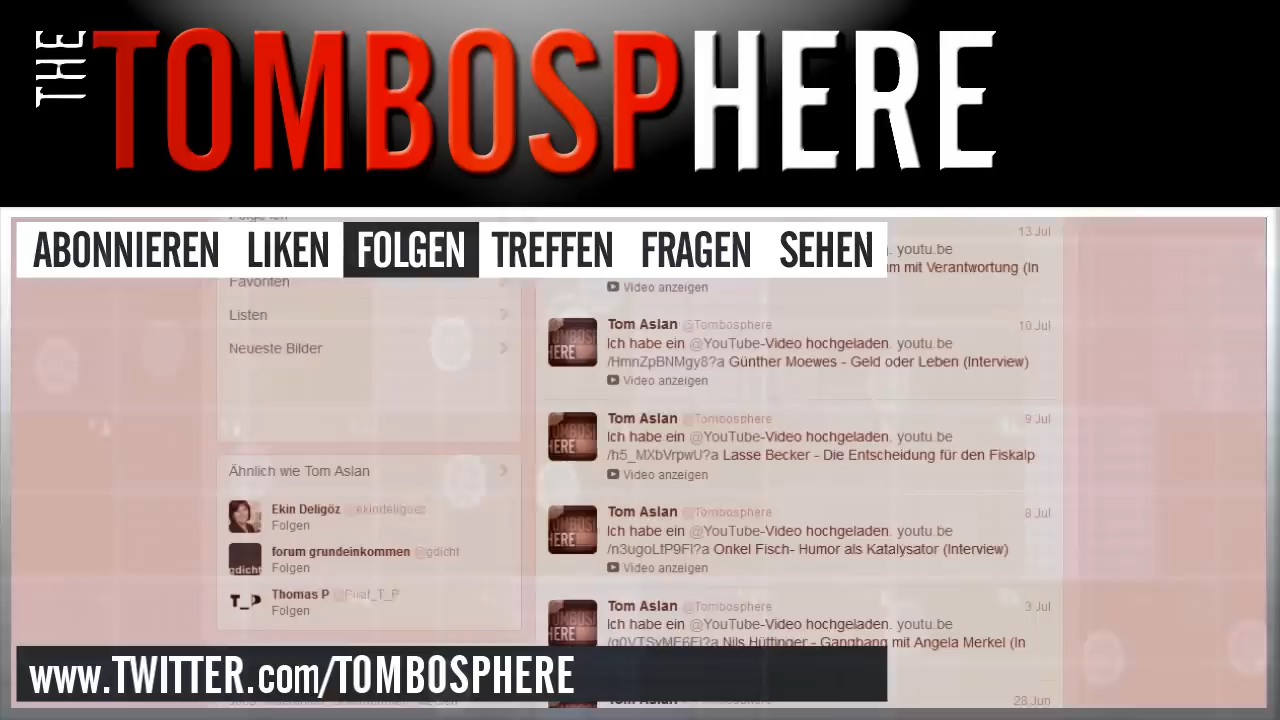 THE TOMBOSPHERE
ABONNIEREN LIKEN FOLGEN TREFFEN FRAGEN SEHEN
Favoriten
Listen
Neueste Bilder
Ähnlich wie Tom Aslan
Ekin Deligöz @ekindeligoez
Folgen
forum grundeinkommen @gdicht
Folgen
gdicht
Thomas P
T_P
Folgen
13 Jul
youtu.be
mit Verantwortung (In
Video anzeigen
Tom Aslan @Tombosphere 10 Jul
Ich habe ein @YouTube-Video hochgeladen. youtu.be
/HmnZpBNMgy8?a Günther Moewes - Geld oder Leben (Interview)
Video anzeigen
Tom Aslan @Tombosphere 9 Jul
Ich habe ein @YouTube-Video hochgeladen. youtu.be
/h5_MXbVrpwU?a Lasse Becker - Die Entscheidung für den Fiskalp
Video anzeigen
Tom Aslan @Tombosphere 8 Jul
Ich habe ein @YouTube-Video hochgeladen. youtu.be
/n3ugoLtP9FI?a Onkel Fisch- Humor als Katalysator (Interview)
Video anzeigen
Tom Aslan @Tombosphere 3 Jul
Ich habe ein @YouTube-Video hochgeladen. youtu.be
Nils Hüttinger - Gangbang mit Angela Merkel (In
www.TWITTER.com/TOMBOSPHERE
28 Jun